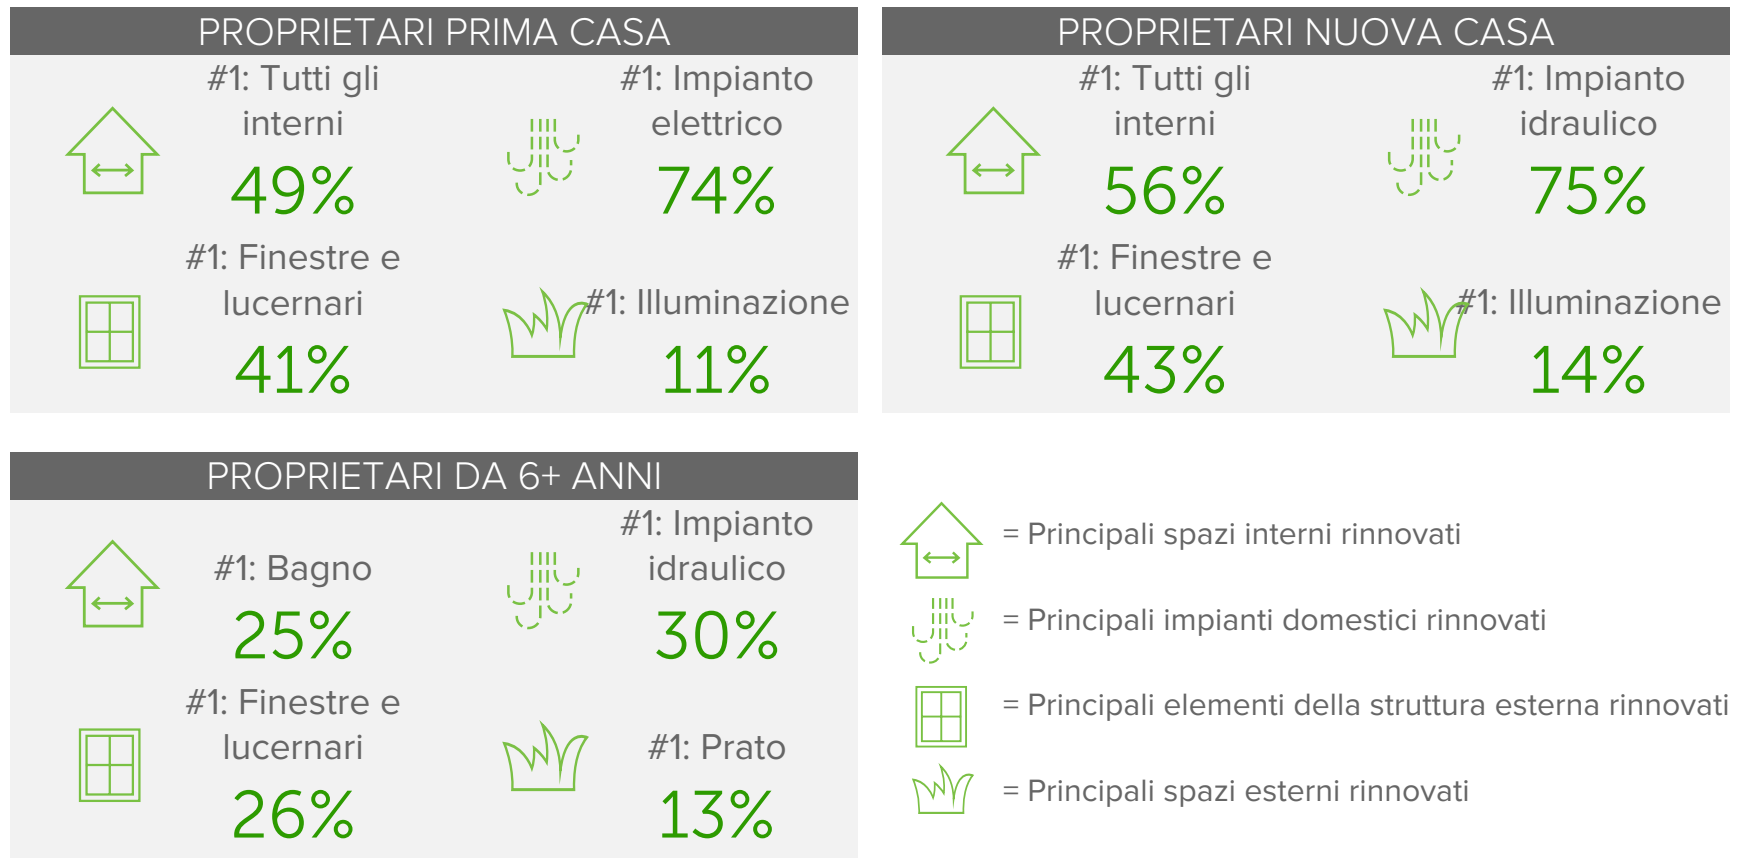 PROPRIETARI PRIMA CASA
#1: Tutti gli
interni
49%
#1: Impianto
elettrico
74%
#1: Finestre e
lucernari
41%
#1: Illuminazione
11%
PROPRIETARI NUOVA CASA
#1: Tutti gli
interni
56%
#1: Impianto
idraulico
75%
#1: Finestre e
lucernari
43%
#1: Illuminazione
14%
PROPRIETARI DA 6+ ANNI
#1: Bagno
25%
#1: Impianto
idraulico
30%
#1: Finestre e
lucernari
26%
#1: Prato
13%
= Principali spazi interni rinnovati
= Principali impianti domestici rinnovati
= Principali elementi della struttura esterna rinnovati
= Principali spazi esterni rinnovati